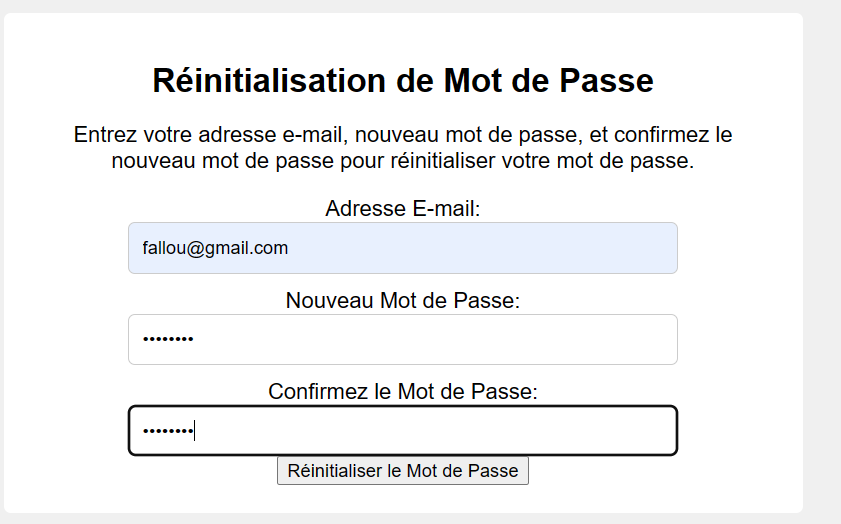 Réinitialisation de Mot de Passe
Entrez votre adresse e-mail, nouveau mot de passe, et confirmez le
nouveau mot de passe pour réinitialiser votre mot de passe.
Adresse E-mail:
fallou@gmail.com
Nouveau Mot de Passe:
••••••••
Confirmez le Mot de Passe:
••••••••
Réinitialiser le Mot de Passe